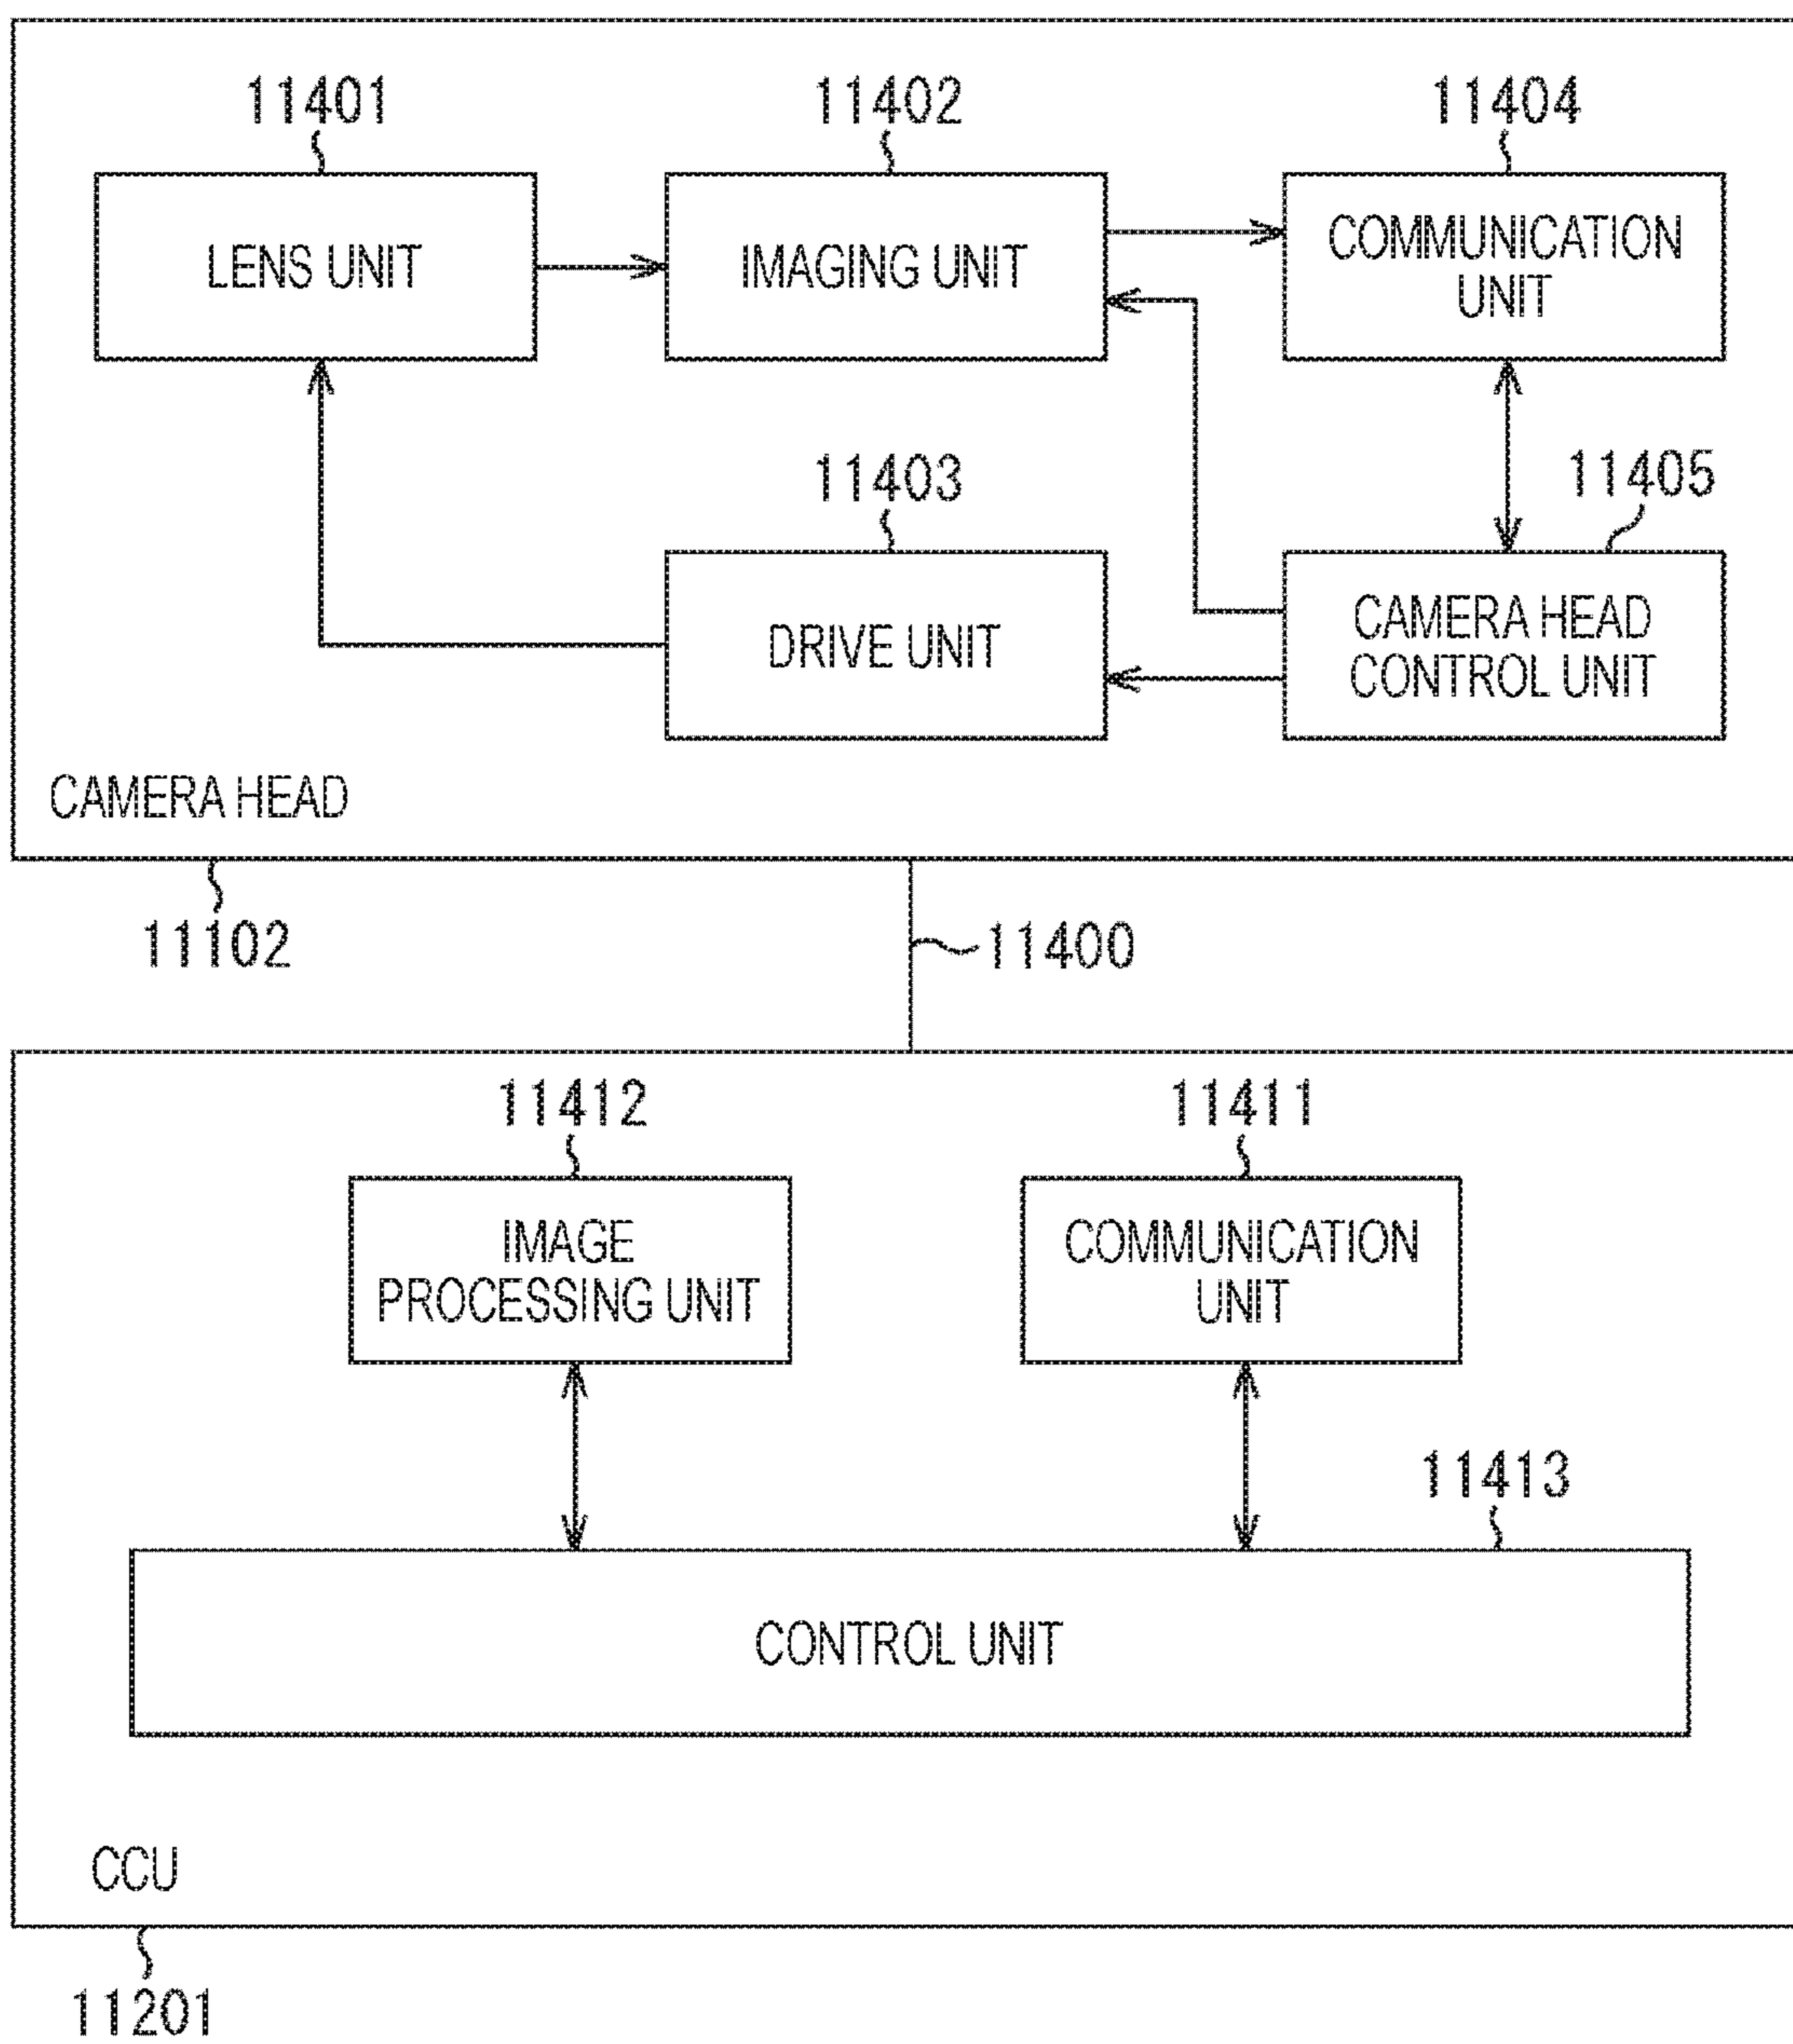 11401
11402
11404
LENS UNIT
IMAGING UNIT
COMMUNICATION
UNIT
11403
11405
DRIVE UNIT
CAMERA HEAD
CONTROL UNIT
CAMERA HEAD
11102
11400
11412
11411
IMAGE
PROCESSING UNIT
COMMUNICATION
UNIT
11413
CONTROL UNIT
CCU
11201